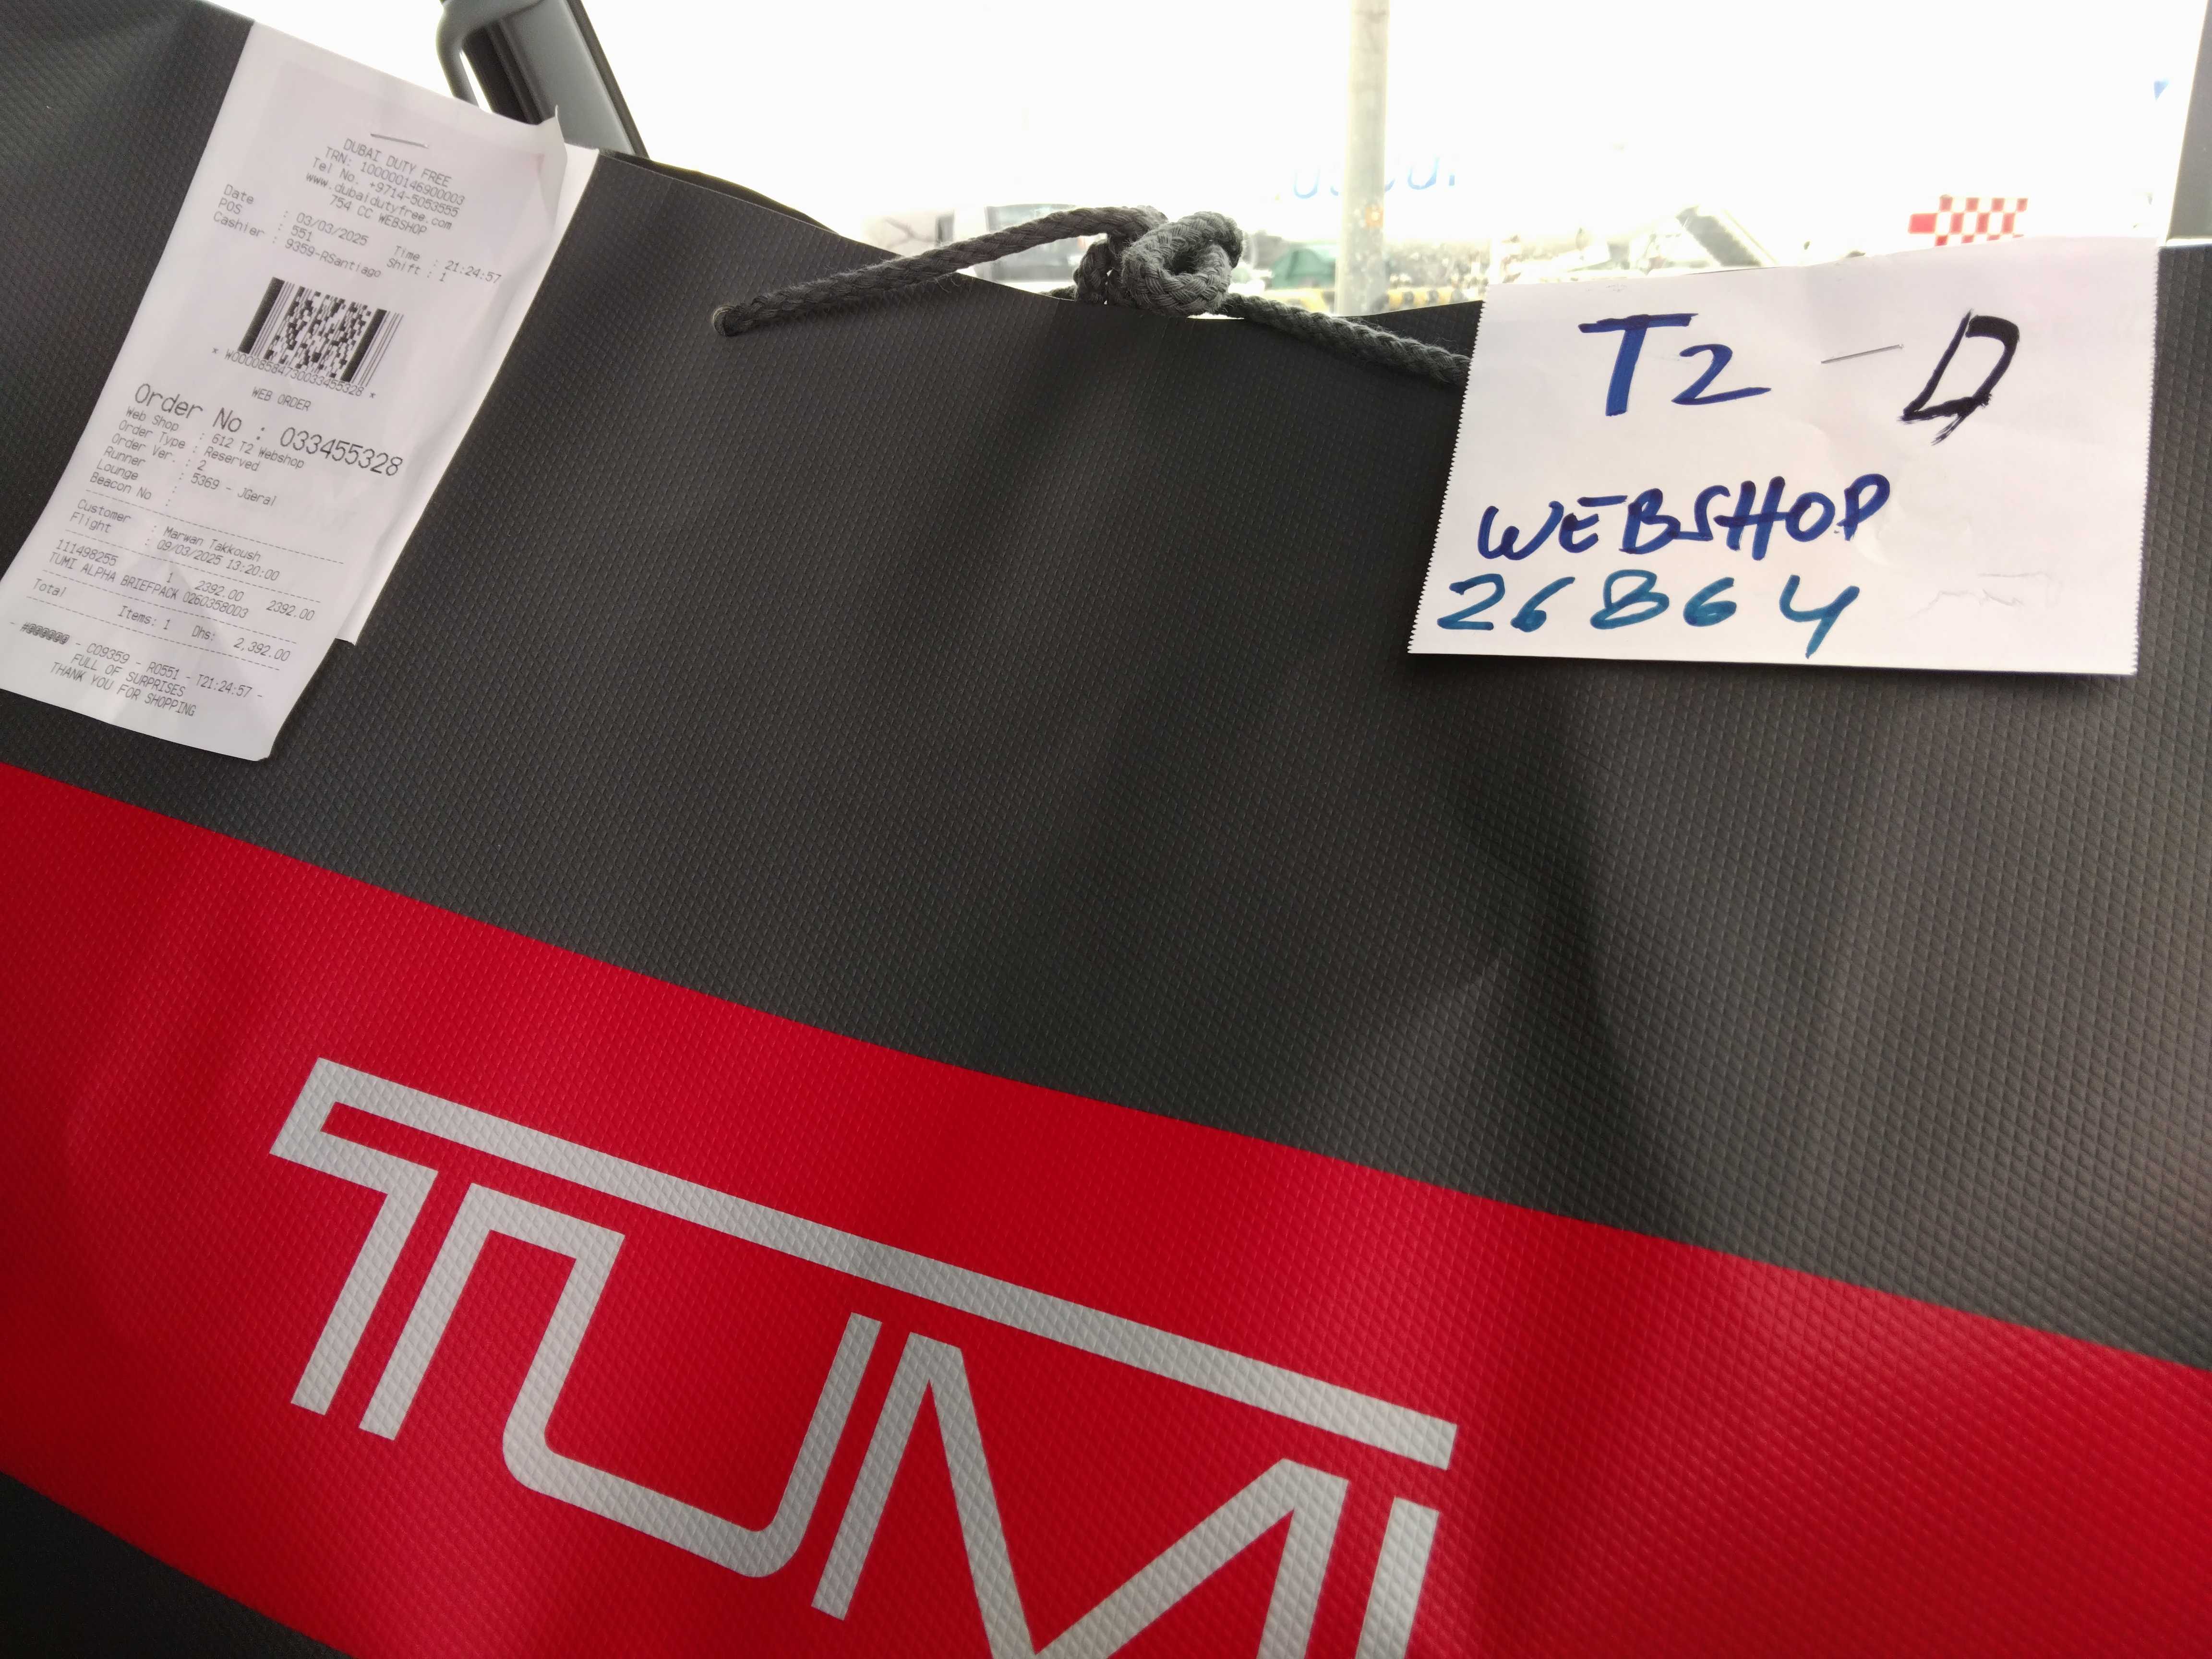 DUBAI DUTY FREE
TRN: 100000146900003
Tel No. +9714-5053555
www.dubaidutyfree.com
754 CC WEBSHOP
Date : 03/03/2025 Time : 21:24:57
POS : 551 Shift : 1
Cashier : 9359-RSantiago
WEB ORDER
Order No : 033455328
Web Shop : 612 T2 Webshop
Order Type : Reserved
Order Ver. : 2
Runner : 5369 - JGeral
Lounge :
Beacon No :
Customer : Marwan Takkoush
Flight : 09/03/2025 13:20:00
111498255 1 2392.00 2392.00
TUMI ALPHA BRIEFPACK 0260358DD3
Total Items: 1 Dhs: 2,392.00
- C09359 - R0551 - T21:24:57 -
FULL OF SURPRISES
THANK YOU FOR SHOPPING
T2 - D
WEBSHOP
26864
TUMI